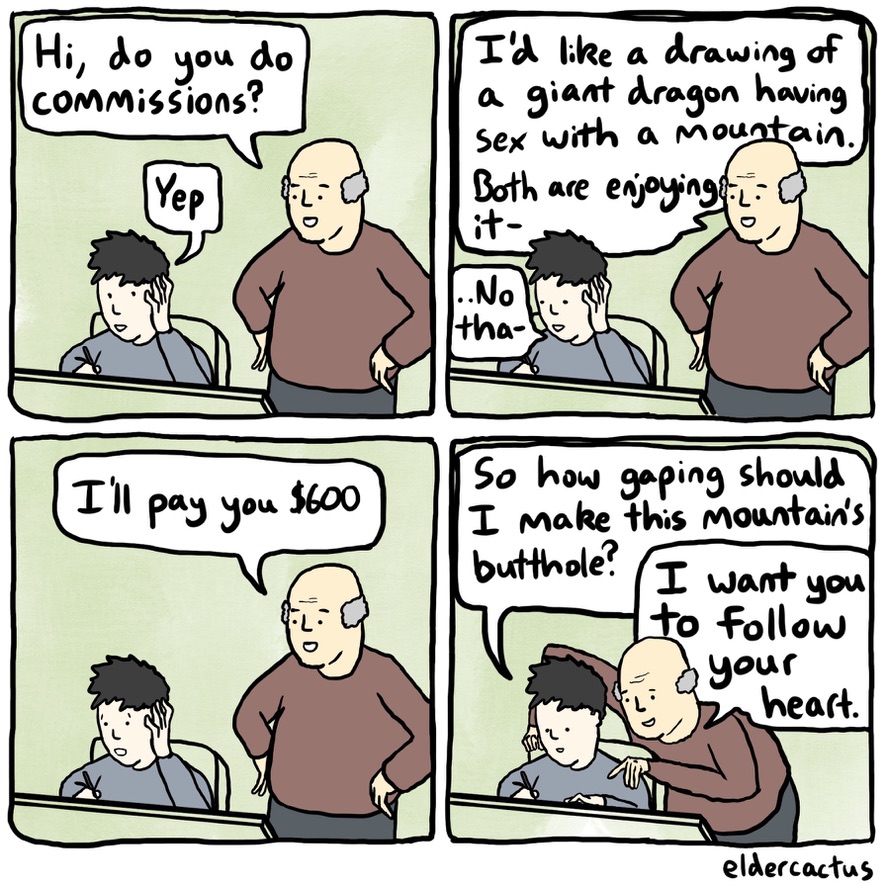 Hi, do you do
commissions?
Yep
I'd like a drawing of
a giant dragon having
sex with a mountain.
Both are enjoying
it-
..No
tha-
I'll pay you $600
So how gaping should
I make this mountain's
butthole?
I want you
to follow
your
heart.
eldercactus